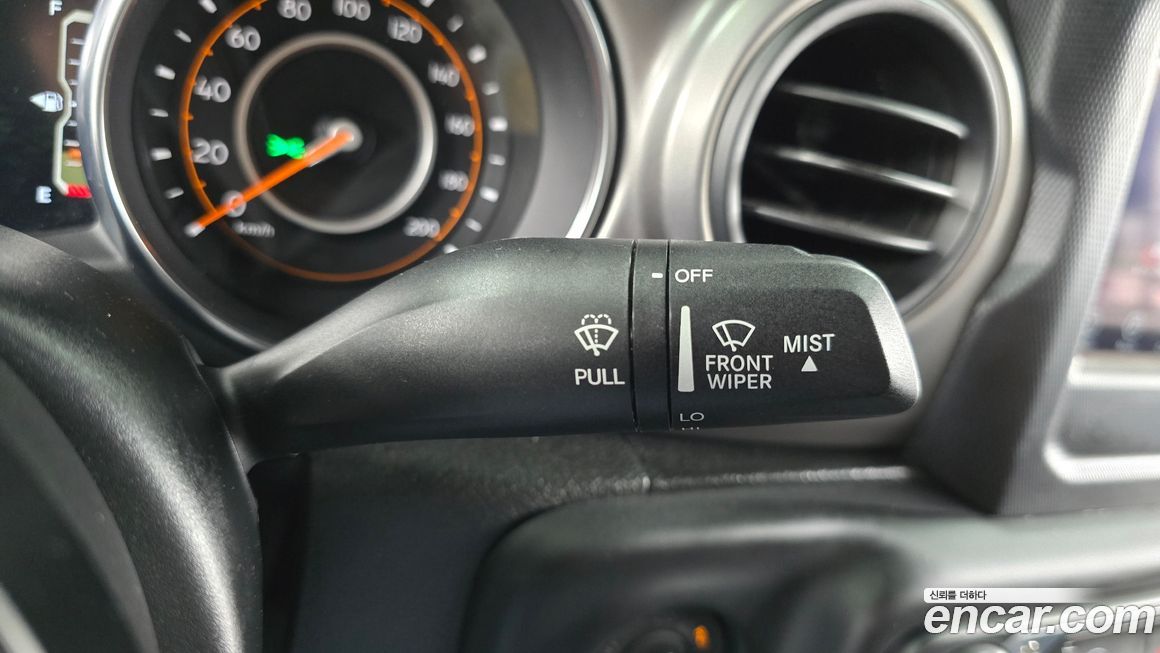 F
E
0
20
40
60
80
100
120
140
160
180
200
km/h
OFF
PULL
FRONT
WIPER
MIST
LO
HI
신뢰를 더하다
encar.com